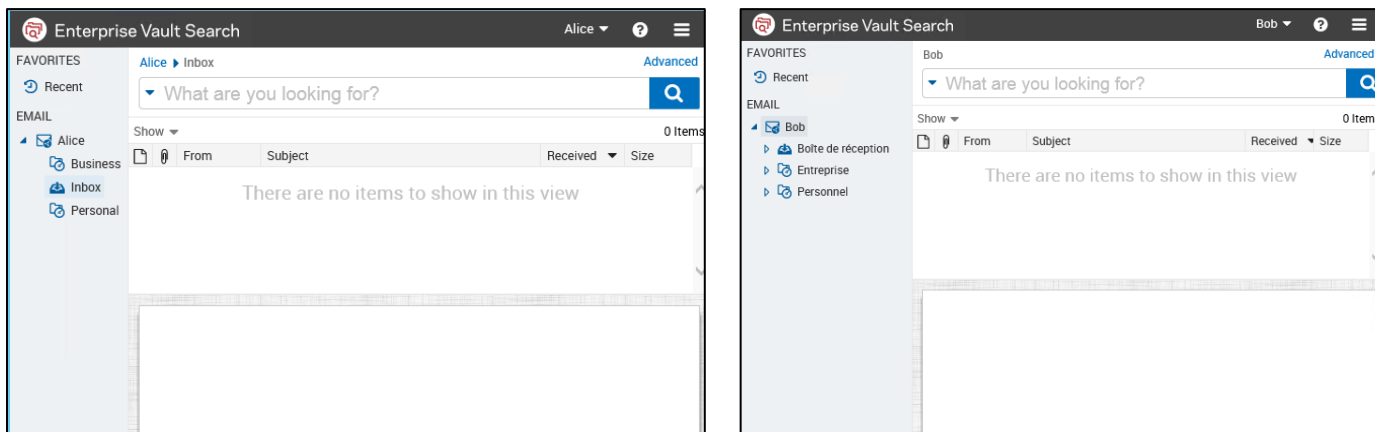 Enterprise Vault Search
Alice
FAVORITES
Recent
EMAIL
Alice
Business
Inbox
Personal
Alice Inbox
Advanced
What are you looking for?
Show
0 Items
From Subject Received Size
There are no items to show in this view
Enterprise Vault Search
Bob
FAVORITES
Recent
EMAIL
Bob
Boîte de réception
Entreprise
Personnel
Bob
Advanced
What are you looking for?
Show
0 Item
From Subject Received Size
There are no items to show in this view